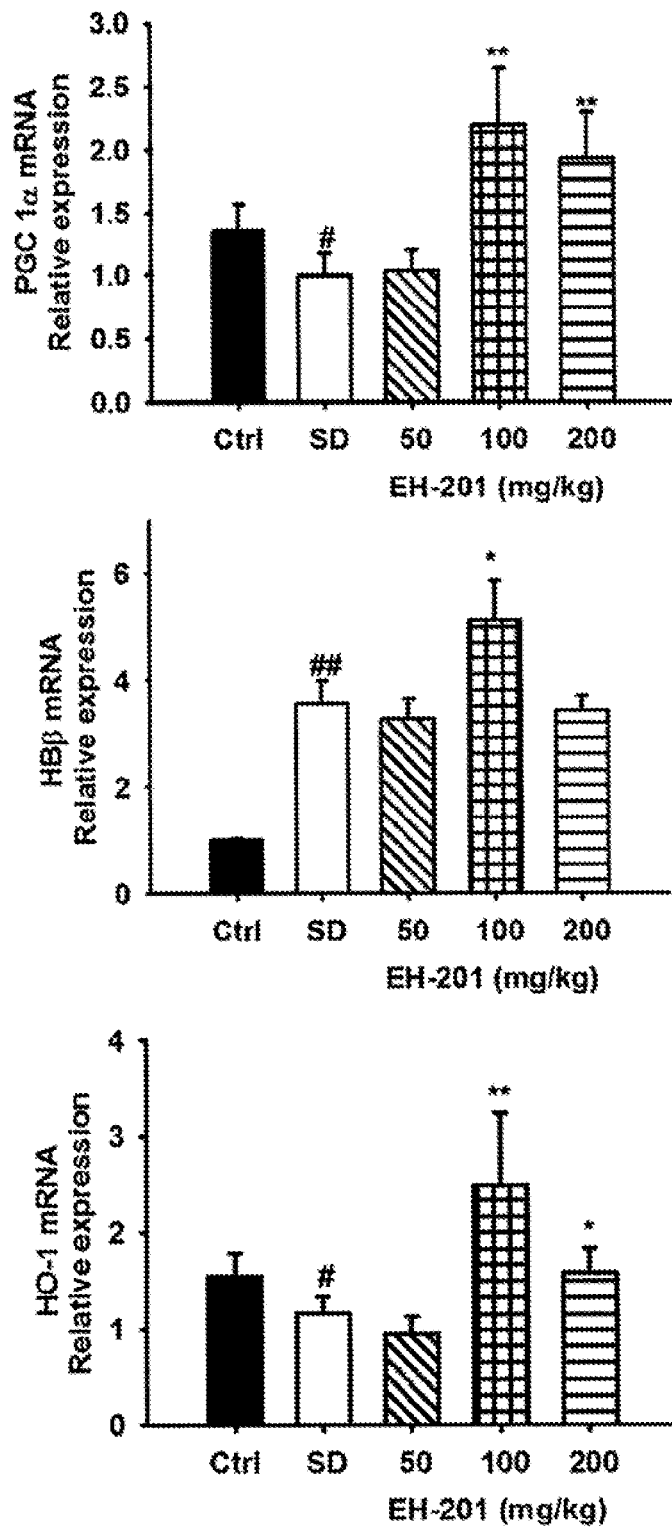 PGC 1α mRNA
Relative expression
3.0
2.5
2.0
1.5
1.0
0.5
0.0
**
**
#
Ctrl SD 50 100 200
EH-201 (mg/kg)
HBβ mRNA
Relative expression
6
4
2
0
*
##
Ctrl SD 50 100 200
EH-201 (mg/kg)
HO-1 mRNA
Relative expression
4
3
2
1
0
**
*
#
Ctrl SD 50 100 200
EH-201 (mg/kg)